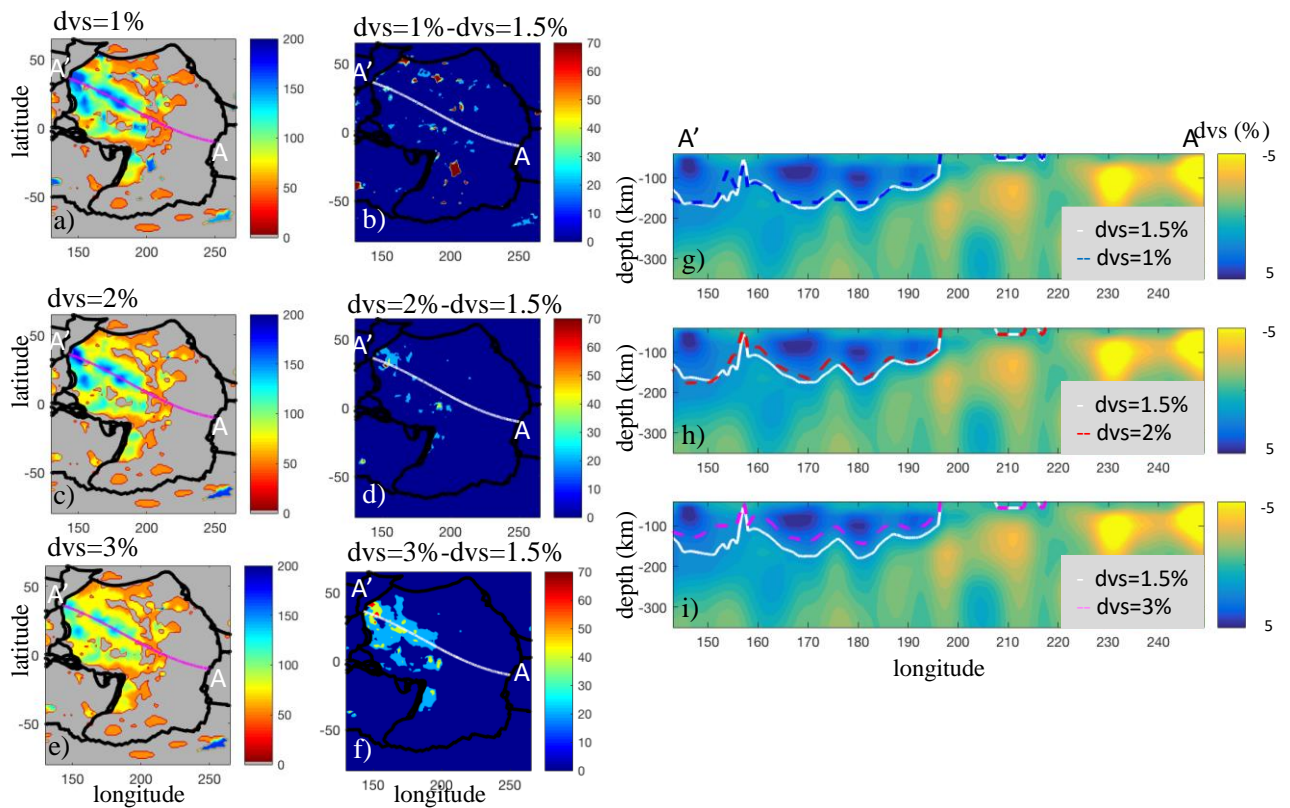 dvs=1%
A'
A
a)
latitude
50
0
-50
150
200
250
200
150
100
50
0
dvs=1%-dvs=1.5%
A'
A
b)
50
0
-50
150
200
250
70
60
50
40
30
20
10
0
dvs=2%
A'
A
c)
latitude
50
0
-50
150
200
250
200
150
100
50
0
dvs=2%-dvs=1.5%
A'
A
d)
50
0
-50
150
200
250
70
60
50
40
30
20
10
0
dvs=3%
A'
A
e)
latitude
50
0
-50
150
200
250
longitude
200
150
100
50
0
dvs=3%-dvs=1.5%
A'
A
f)
50
0
-50
150
200
250
longitude
70
60
50
40
30
20
10
0
A'
A
dvs (%)
-5
5
depth (km)
-100
-200
-300
g)
dvs=1.5%
dvs=1%
150 160 170 180 190 200 210 220 230 240
-5
5
depth (km)
-100
-200
-300
h)
dvs=1.5%
dvs=2%
150 160 170 180 190 200 210 220 230 240
-5
5
depth (km)
-100
-200
-300
i)
dvs=1.5%
dvs=3%
150 160 170 180 190 200 210 220 230 240
longitude